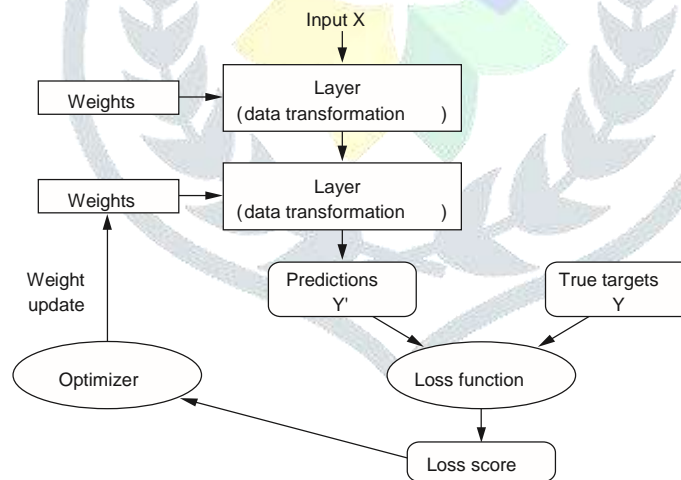 Input X
Layer
(data transformation )
Weights
Layer
(data transformation )
Weights
Weight
update
Predictions
Y'
True targets
Y
Optimizer
Loss function
Loss score